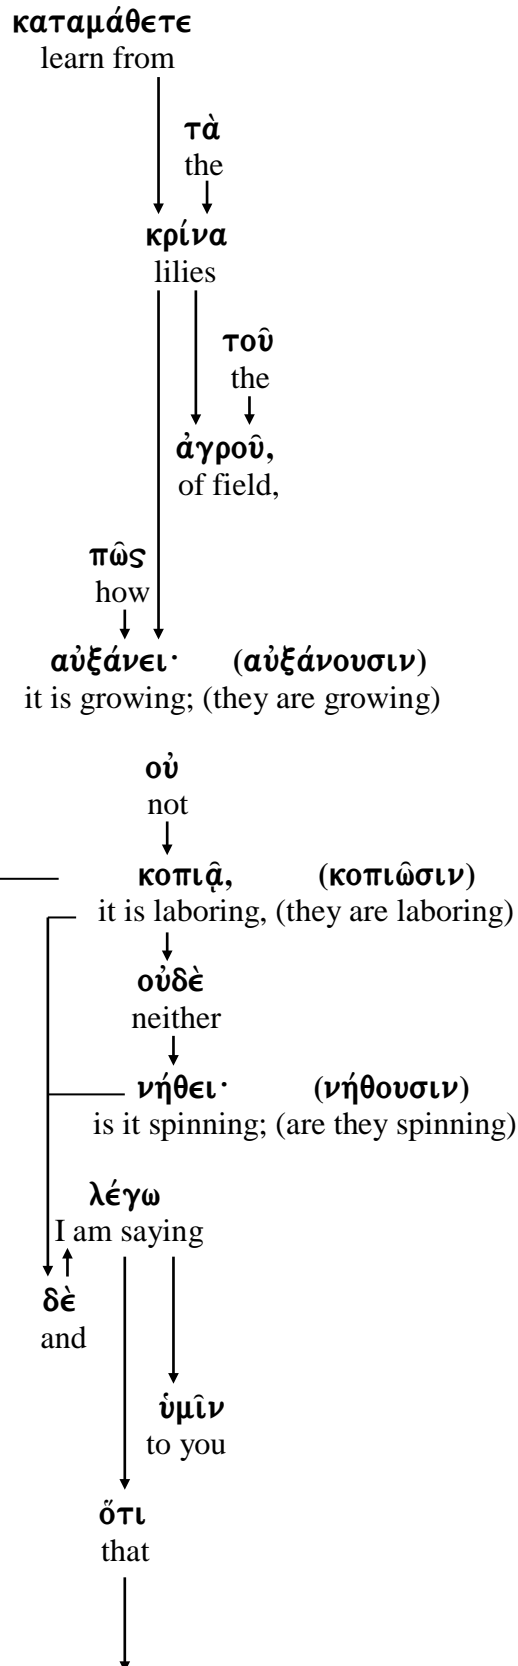 καταμάθετε
learn from
τὰ
the
κρίνα
lilies
τοῦ
the
ἀγροῦ,
of field,
πῶς
how
αὐξάνει· (αὐξάνουσιν)
it is growing; (they are growing)
οὐ
not
κοπιᾷ, (κοπιῶσιν)
it is laboring, (they are laboring)
οὐδὲ
neither
νήθει· (νήθουσιν)
is it spinning; (are they spinning)
λέγω
I am saying
δὲ
and
ὑμῖν
to you
ὅτι
that